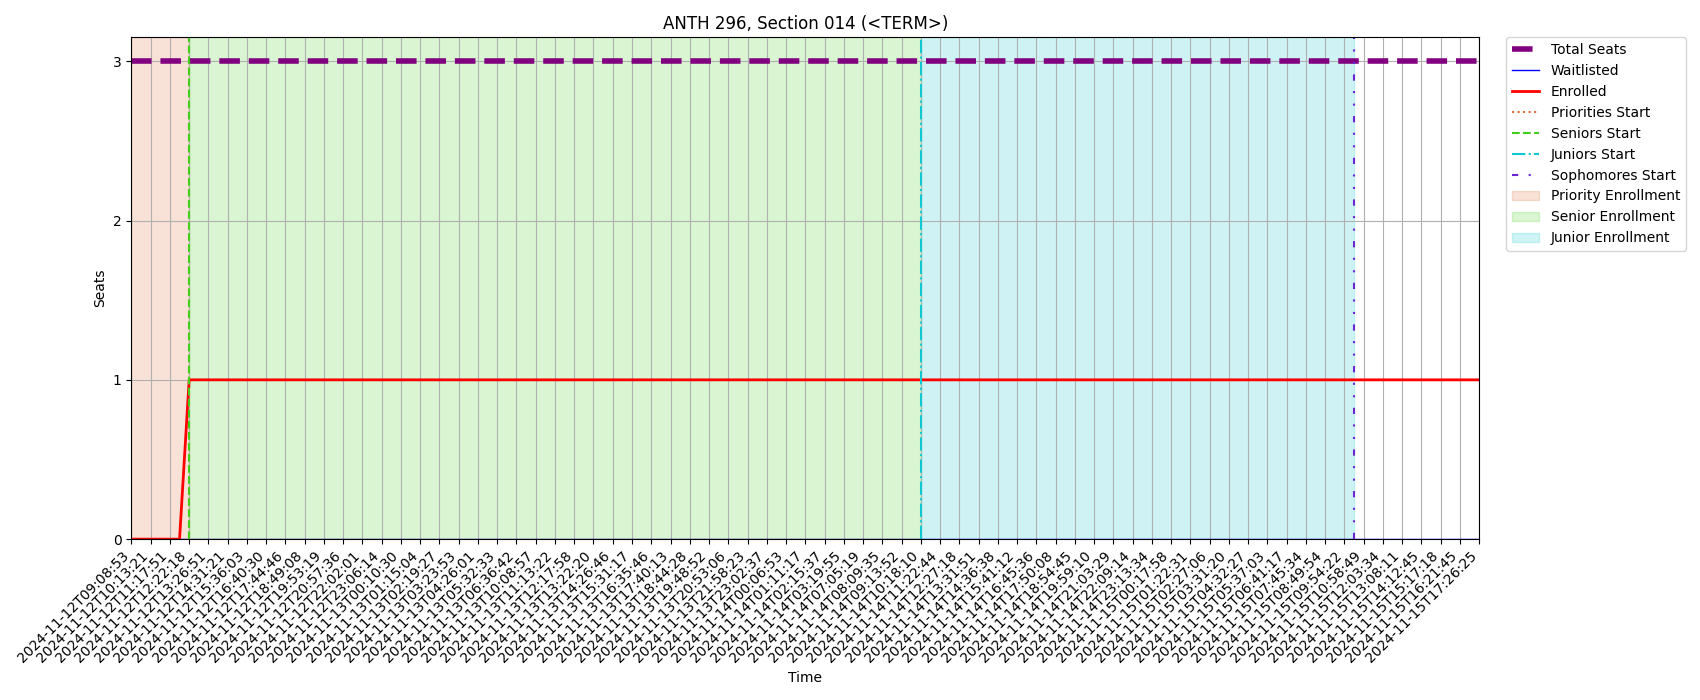 ANTH 296, Section 014 (<TERM>)
3
2
1
0
Seats
2024-11-12T09:08:53
2024-11-12T10:13:21
2024-11-12T11:17:51
2024-11-12T12:22:18
2024-11-12T13:26:51
2024-11-12T14:31:21
2024-11-12T15:36:03
2024-11-12T16:40:30
2024-11-12T17:44:46
2024-11-12T18:49:08
2024-11-12T19:53:19
2024-11-12T20:57:36
2024-11-12T22:02:01
2024-11-12T23:06:14
2024-11-13T00:10:30
2024-11-13T01:15:04
2024-11-13T02:19:27
2024-11-13T03:23:53
2024-11-13T04:26:01
2024-11-13T05:32:33
2024-11-13T06:36:42
2024-11-13T10:08:57
2024-11-13T11:13:22
2024-11-13T12:17:58
2024-11-13T13:22:20
2024-11-13T14:26:46
2024-11-13T15:31:17
2024-11-13T16:35:46
2024-11-13T17:40:13
2024-11-13T18:44:28
2024-11-13T19:48:52
2024-11-13T20:53:06
2024-11-13T21:58:23
2024-11-13T23:02:37
2024-11-14T00:06:53
2024-11-14T01:11:17
2024-11-14T02:15:37
2024-11-14T03:19:55
2024-11-14T07:05:19
2024-11-14T08:09:35
2024-11-14T09:13:52
2024-11-14T10:18:10
2024-11-14T11:22:44
2024-11-14T12:27:18
2024-11-14T13:31:51
2024-11-14T14:36:38
2024-11-14T15:41:12
2024-11-14T16:45:36
2024-11-14T17:50:08
2024-11-14T18:54:45
2024-11-14T19:59:10
2024-11-14T21:03:29
2024-11-14T22:09:14
2024-11-14T23:13:34
2024-11-15T00:17:58
2024-11-15T01:22:31
2024-11-15T02:27:06
2024-11-15T03:31:20
2024-11-15T04:32:27
2024-11-15T05:37:03
2024-11-15T06:41:17
2024-11-15T07:45:34
2024-11-15T08:49:54
2024-11-15T09:54:22
2024-11-15T10:58:49
2024-11-15T12:03:34
2024-11-15T13:08:11
2024-11-15T14:12:45
2024-11-15T15:17:18
2024-11-15T16:21:45
2024-11-15T17:26:25
Time
Total Seats
Waitlisted
Enrolled
Priorities Start
Seniors Start
Juniors Start
Sophomores Start
Priority Enrollment
Senior Enrollment
Junior Enrollment